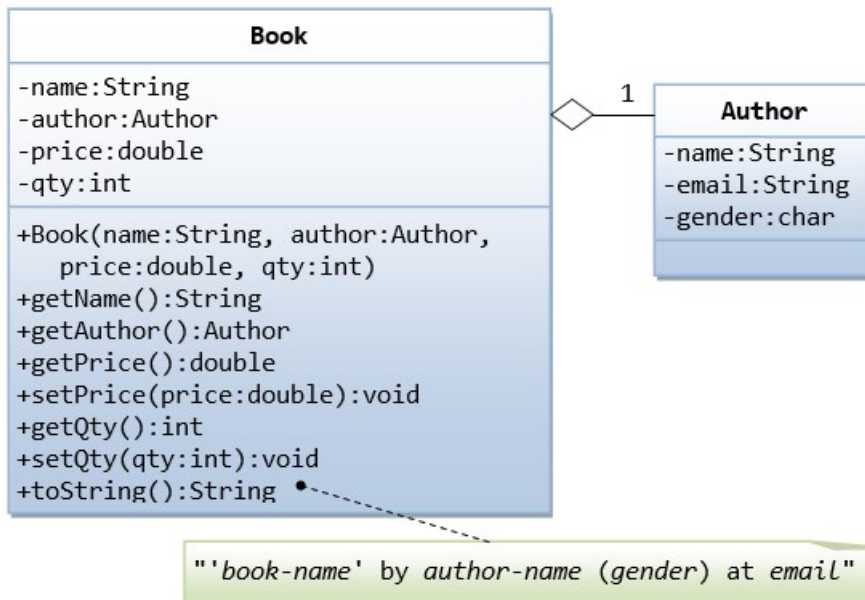 Book
-name:String
-author:Author
-price:double
-qty:int
+Book(name:String, author:Author,
price:double, qty:int)
+getName():String
+getAuthor():Author
+getPrice():double
+setPrice(price:double):void
+getQty():int
+setQty(qty:int):void
+toString():String
1
Author
-name:String
-email:String
-gender:char
"'book-name' by author-name (gender) at email"